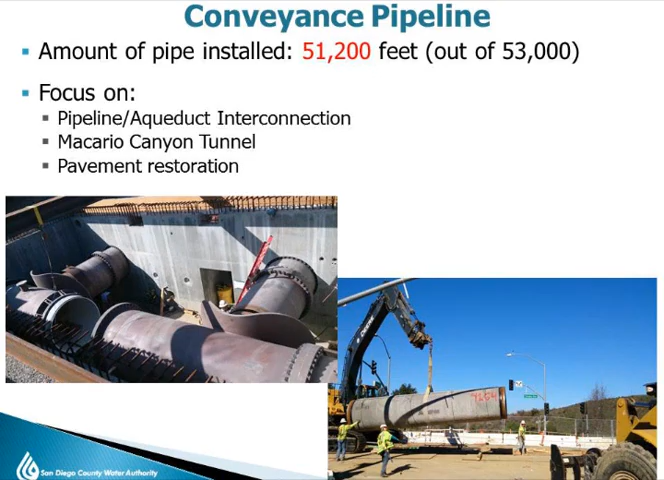 Conveyance Pipeline
Amount of pipe installed: 51,200 feet (out of 53,000)
Focus on:
Pipeline/Aqueduct Interconnection
Macario Canyon Tunnel
Pavement restoration
San Diego County Water Authority